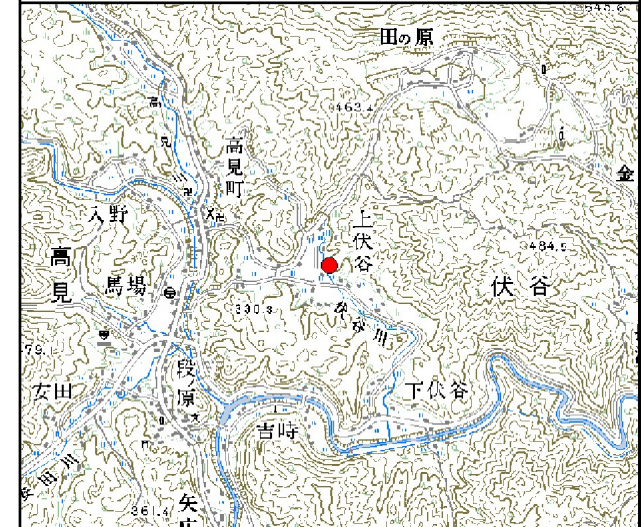 田の原
463.4
高見川
高見町
金
入野
上伏谷
484.5
高見
馬場
伏谷
330.3
伏谷川
79.
段ノ原
安田
下伏谷
吉時
安田川
361.4
矢